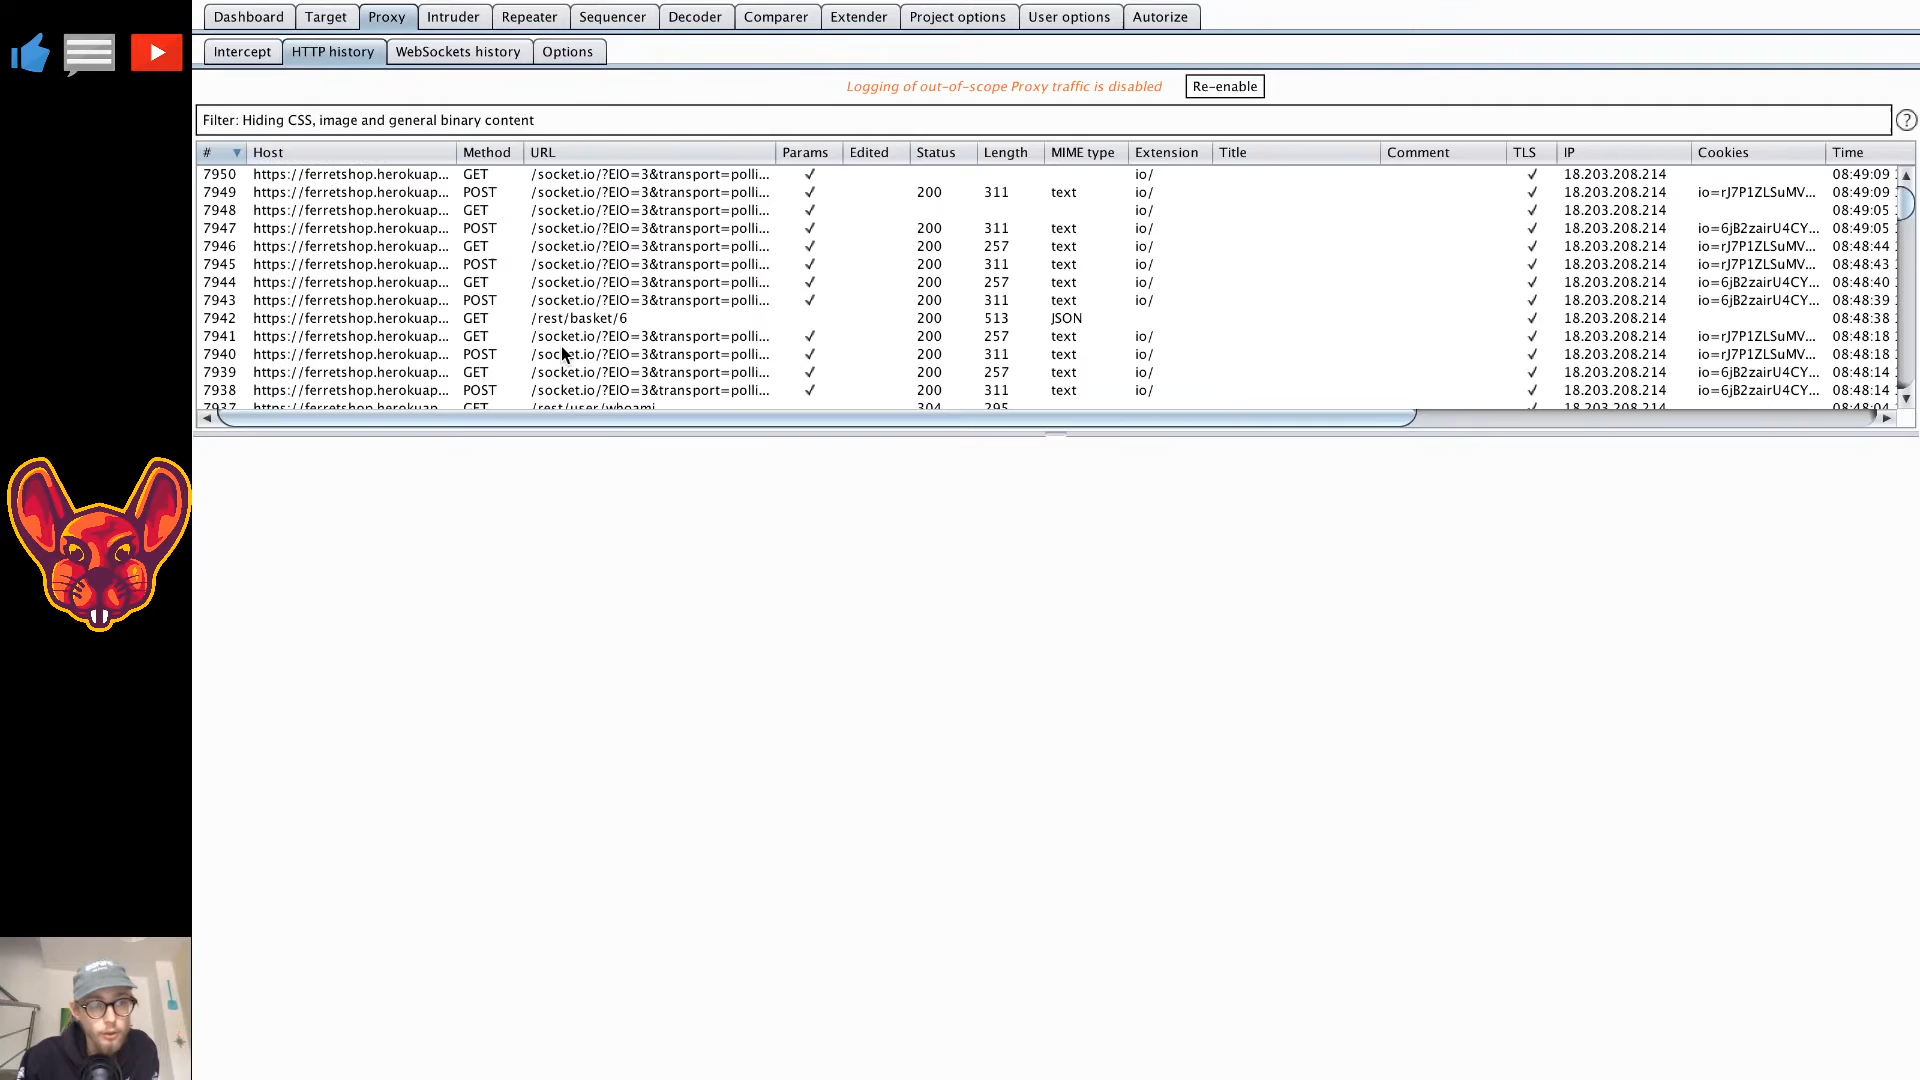 Dashboard Target Proxy Intruder Repeater Sequencer Decoder Comparer Extender Project options User options Autorize
Intercept HTTP history WebSockets history Options
Logging of out-of-scope Proxy traffic is disabled Re-enable
Filter: Hiding CSS, image and general binary content ?
# Host Method URL Params Edited Status Length MIME type Extension Title Comment TLS IP Cookies Time
7950 https://ferretshop.herokuap... GET /socket.io/?EIO=3&transport=polli... ✓ io/ ✓ 18.203.208.214 08:49:09
7949 https://ferretshop.herokuap... POST /socket.io/?EIO=3&transport=polli... ✓ 200 311 text io/ ✓ 18.203.208.214 io=rJ7P1ZLSuMV... 08:49:09
7948 https://ferretshop.herokuap... GET /socket.io/?EIO=3&transport=polli... ✓ io/ ✓ 18.203.208.214 08:49:05
7947 https://ferretshop.herokuap... POST /socket.io/?EIO=3&transport=polli... ✓ 200 311 text io/ ✓ 18.203.208.214 io=6jB2zairU4CY... 08:49:05
7946 https://ferretshop.herokuap... GET /socket.io/?EIO=3&transport=polli... ✓ 200 257 text io/ ✓ 18.203.208.214 io=rJ7P1ZLSuMV... 08:48:44
7945 https://ferretshop.herokuap... POST /socket.io/?EIO=3&transport=polli... ✓ 200 311 text io/ ✓ 18.203.208.214 io=rJ7P1ZLSuMV... 08:48:43
7944 https://ferretshop.herokuap... GET /socket.io/?EIO=3&transport=polli... ✓ 200 257 text io/ ✓ 18.203.208.214 io=6jB2zairU4CY... 08:48:40
7943 https://ferretshop.herokuap... POST /socket.io/?EIO=3&transport=polli... ✓ 200 311 text io/ ✓ 18.203.208.214 io=6jB2zairU4CY... 08:48:39
7942 https://ferretshop.herokuap... GET /rest/basket/6 200 513 JSON ✓ 18.203.208.214 08:48:38
7941 https://ferretshop.herokuap... GET /socket.io/?EIO=3&transport=polli... ✓ 200 257 text io/ ✓ 18.203.208.214 io=rJ7P1ZLSuMV... 08:48:18
7940 https://ferretshop.herokuap... POST /socket.io/?EIO=3&transport=polli... ✓ 200 311 text io/ ✓ 18.203.208.214 io=rJ7P1ZLSuMV... 08:48:18
7939 https://ferretshop.herokuap... GET /socket.io/?EIO=3&transport=polli... ✓ 200 257 text io/ ✓ 18.203.208.214 io=6jB2zairU4CY... 08:48:14
7938 https://ferretshop.herokuap... POST /socket.io/?EIO=3&transport=polli... ✓ 200 311 text io/ ✓ 18.203.208.214 io=6jB2zairU4CY... 08:48:14
7937 https://ferretshop.herokuap GET /rest/user/whoami 304 295 ✓ 18.203.208.214 08:48:04